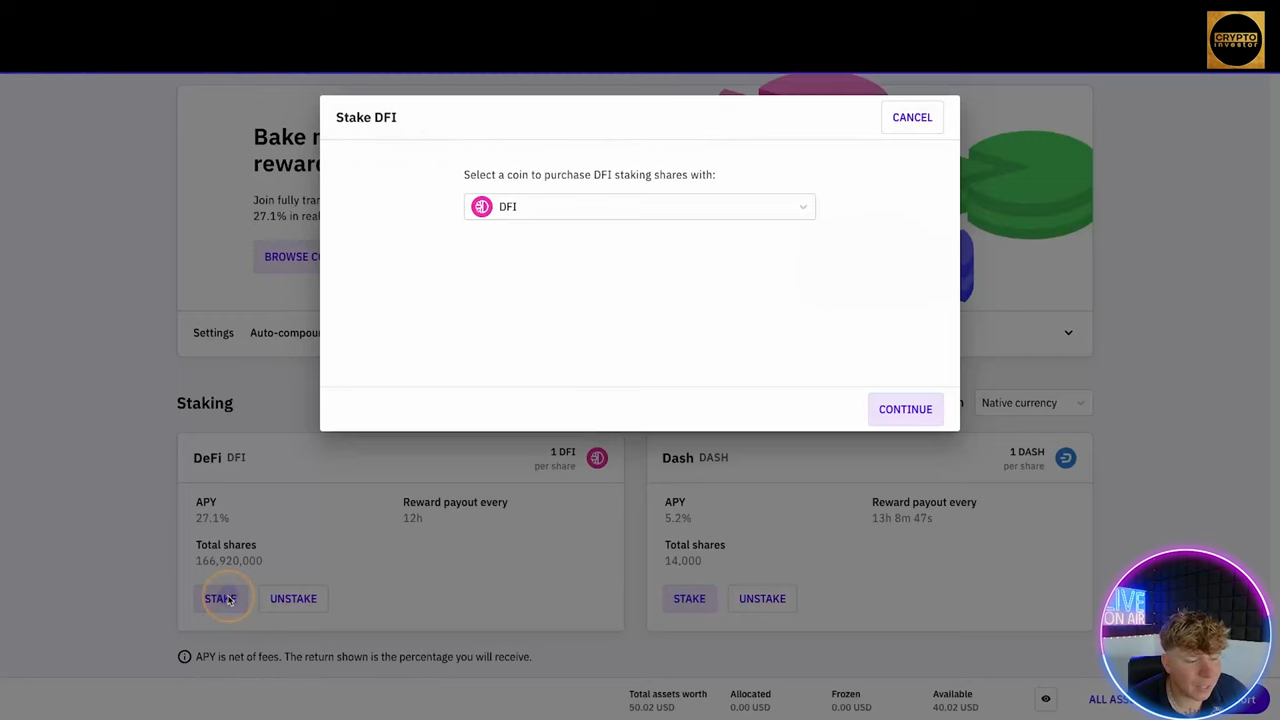 CRYPTO
investor
Stake DFI
CANCEL
Bake
rewar
Select a coin to purchase DFI staking shares with:
DFI
Join fully tran
27.1% in rea
BROWSE CO
Settings
Auto-compou
CONTINUE
Staking
Native currency
DeFi DFI
1 DFI
per share
Dash DASH
1 DASH
per share
APY
Reward payout every
27.1%
12h
APY
Reward payout every
5.2%
13h 8m 47s
Total shares
166,920,000
Total shares
14,000
STAKE
UNSTAKE
STAKE
UNSTAKE
APY is net of fees. The return shown is the percentage you will receive.
Total assets worth
50.02 USD
Allocated
0.00 USD
Frozen
0.00 USD
Available
40.02 USD
ALL ASS
ort
LIVE
ON AIR